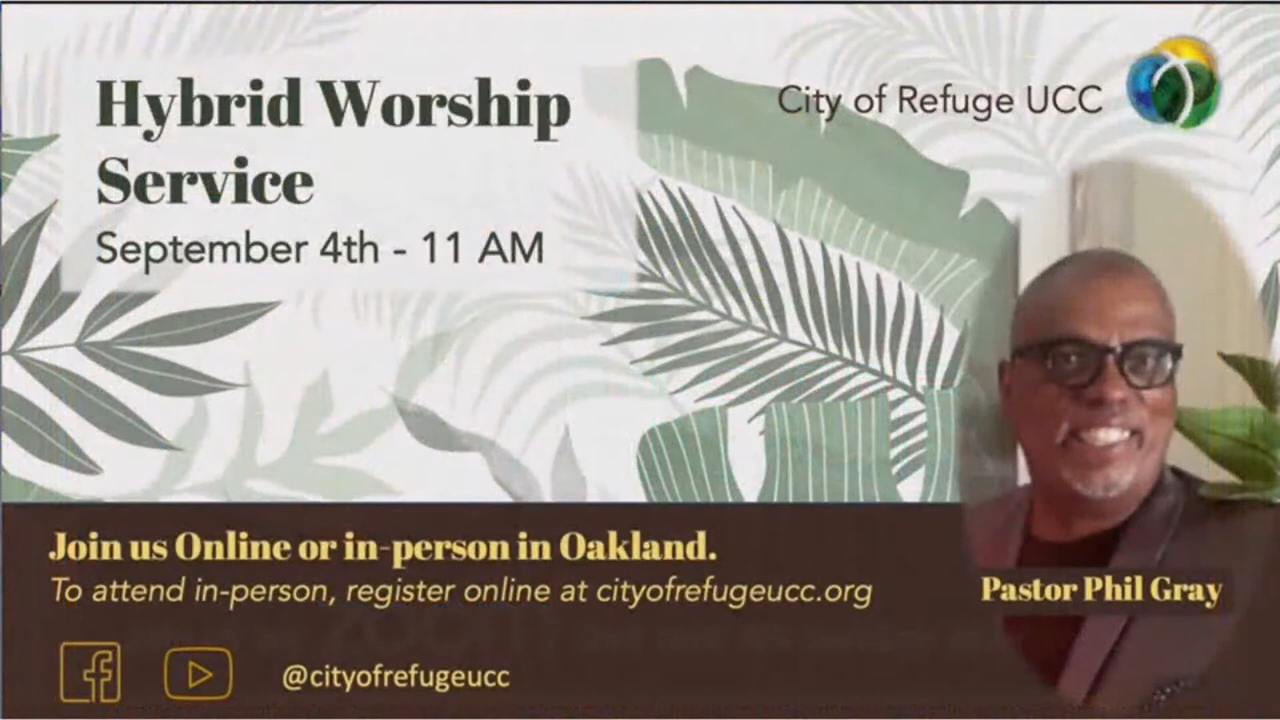 Hybrid Worship
Service
September 4th - 11 AM
City of Refuge UCC
Join us Online or in-person in Oakland.
To attend in-person, register online at cityofrefugeucc.org
Pastor Phil Gray
@cityofrefugeucc